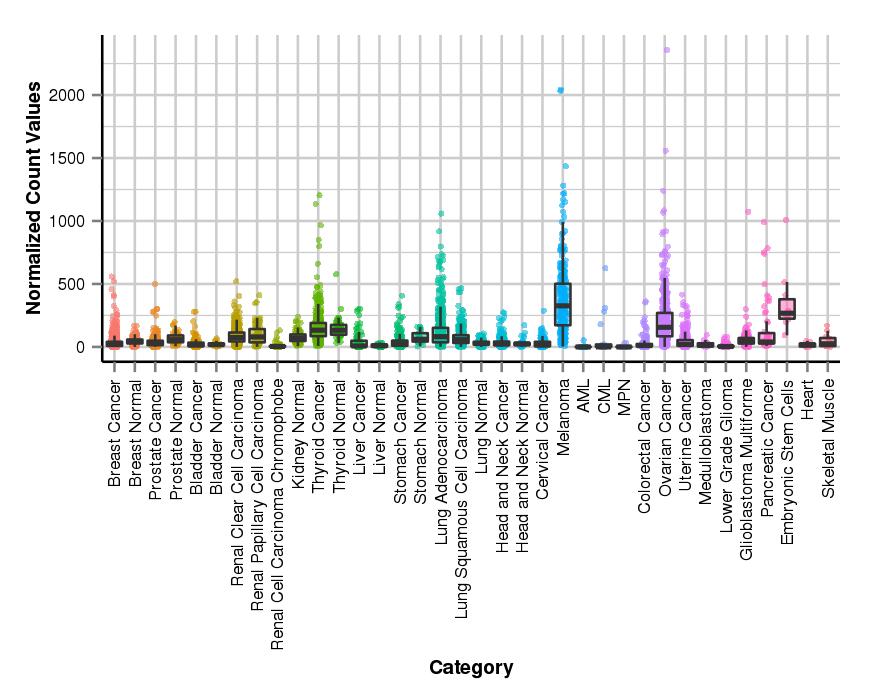 Normalized Count Values
2000
1500
1000
500
0
Breast Cancer
Breast Normal
Prostate Cancer
Prostate Normal
Bladder Cancer
Bladder Normal
Renal Clear Cell Carcinoma
Renal Papillary Cell Carcinoma
Renal Cell Carcinoma Chromophobe
Kidney Normal
Thyroid Cancer
Thyroid Normal
Liver Cancer
Liver Normal
Stomach Cancer
Stomach Normal
Lung Adenocarcinoma
Lung Squamous Cell Carcinoma
Lung Normal
Head and Neck Cancer
Head and Neck Normal
Cervical Cancer
Melanoma
AML
CML
MPN
Colorectal Cancer
Ovarian Cancer
Uterine Cancer
Medulloblastoma
Lower Grade Glioma
Glioblastoma Multiforme
Pancreatic Cancer
Embryonic Stem Cells
Heart
Skeletal Muscle
Category